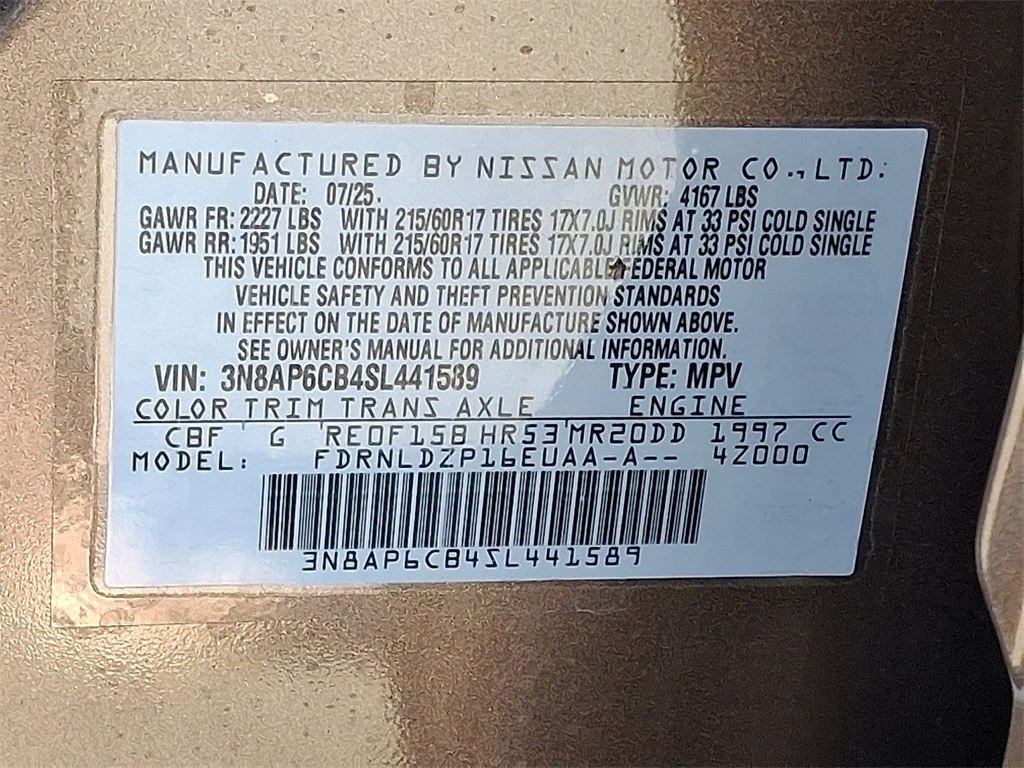 MANUFACTURED BY NISSAN MOTOR CO., LTD:
DATE: 07/25. GVWR: 4167 LBS
GAWR FR: 2227 LBS WITH 215/60R17 TIRES 17X7.0J RIMS AT 33 PSI COLD SINGLE
GAWR RR: 1951 LBS WITH 215/60R17 TIRES 17X7.0J RIMS AT 33 PSI COLD SINGLE
THIS VEHICLE CONFORMS TO ALL APPLICABLE FEDERAL MOTOR
VEHICLE SAFETY AND THEFT PREVENTION STANDARDS
IN EFFECT ON THE DATE OF MANUFACTURE SHOWN ABOVE.
SEE OWNER'S MANUAL FOR ADDITIONAL INFORMATION.
VIN: 3N8AP6CB4SL441589 TYPE: MPV
COLOR TRIM TRANS AXLE ENGINE
CBF G RE0F15B HR53 MR20DD 1997 CC
MODEL: FDRNLDZP16EUAA-A-- 4Z000
3N8AP6CB4SL441589